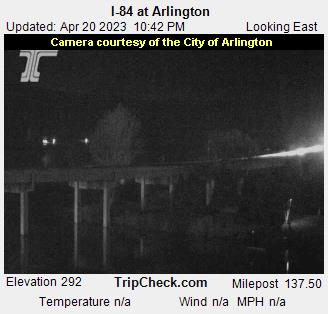 I-84 at Arlington
Updated: Apr 20 2023 10:42 PM Looking East
Camera courtesy of the City of Arlington
Elevation 292 TripCheck.com Milepost 137.50
Temperature n/a Wind n/a MPH n/a